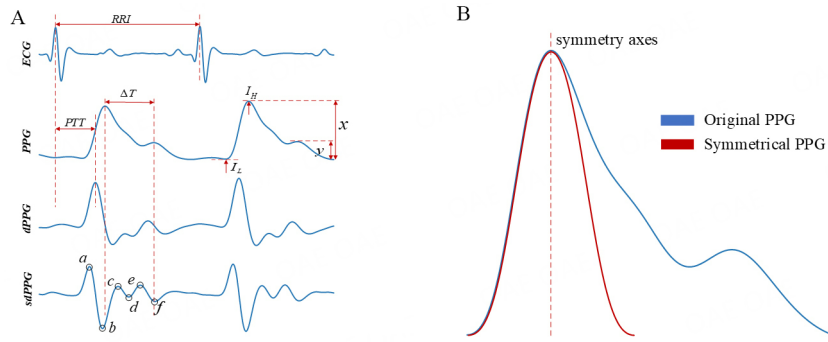 A
RRI
ECG
ΔT
I_H
PTT
x
y
PPG
I_L
dPPG
a
c
e
d
f
b
sdPPG
B
symmetry axes
Original PPG
Symmetrical PPG